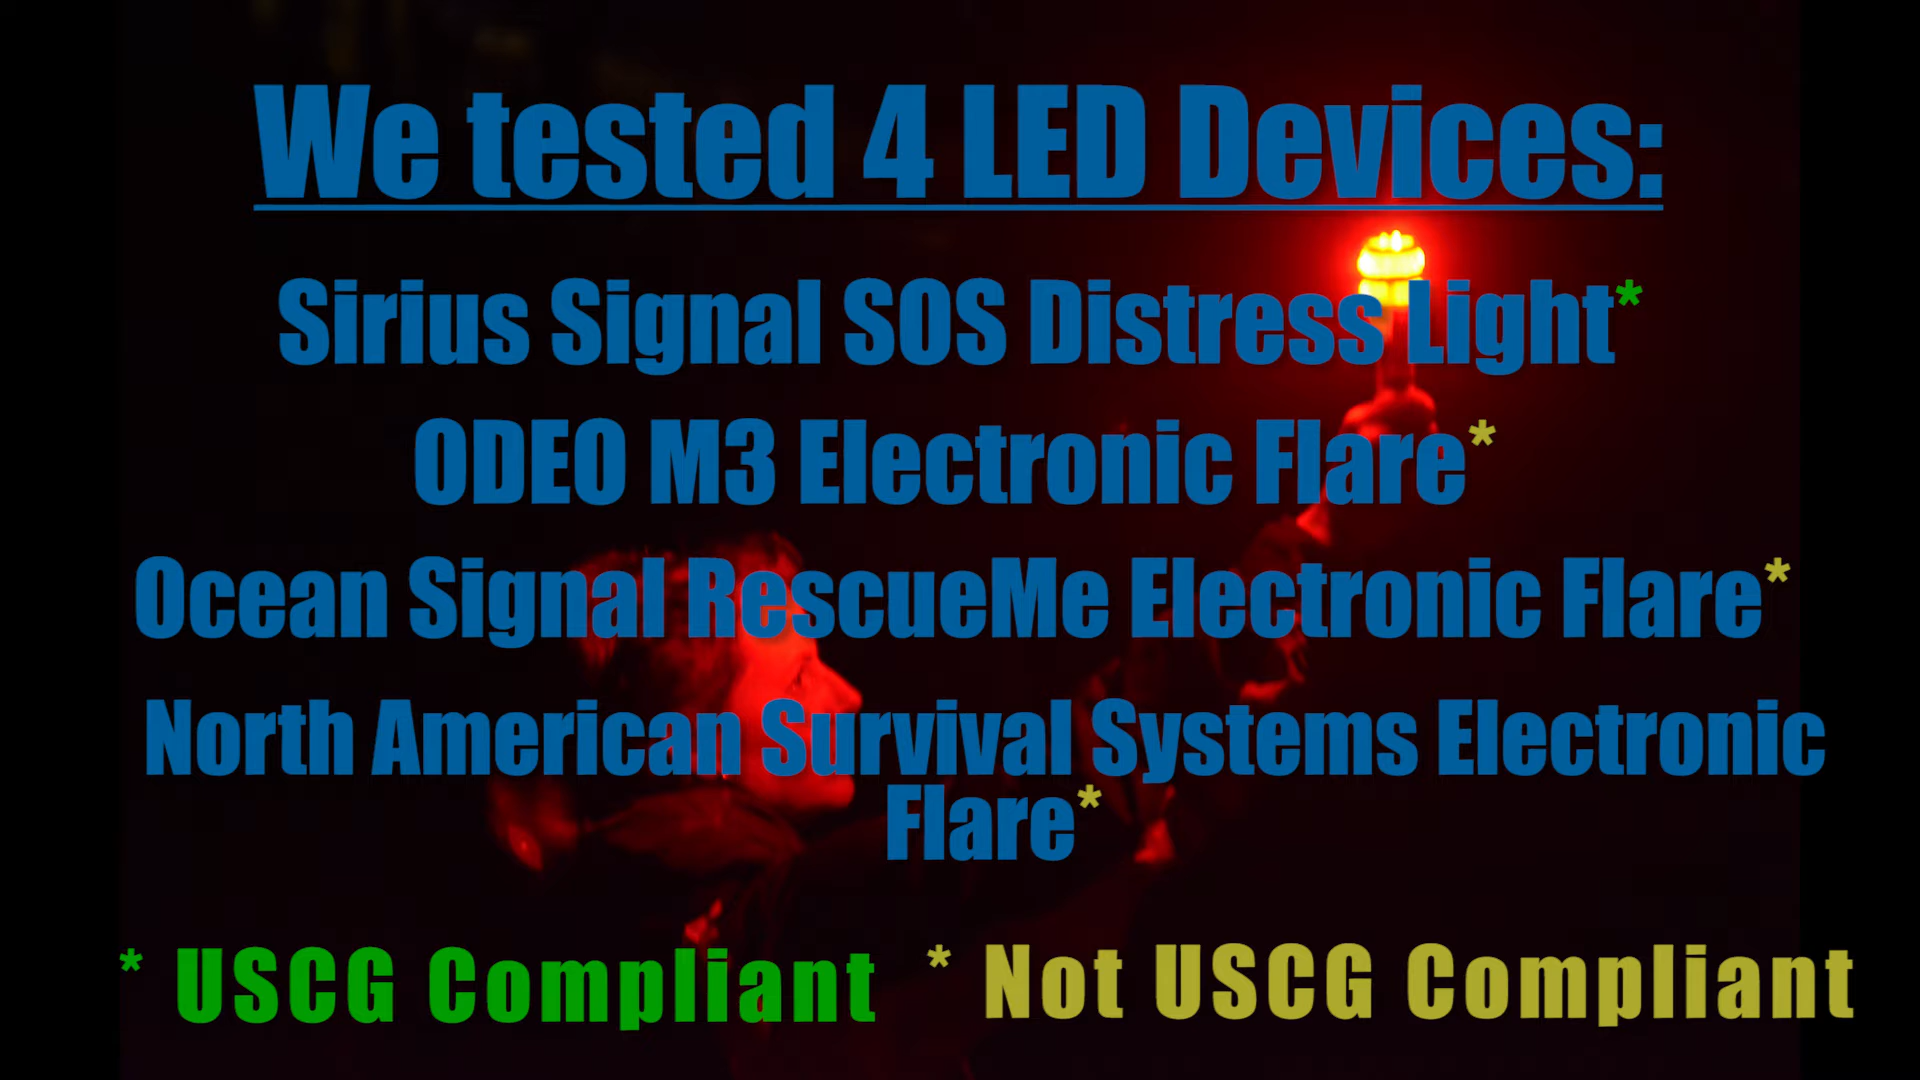 We tested 4 LED Devices:
Sirius Signal SOS Distress Light*
ODEO M3 Electronic Flare*
Ocean Signal RescueMe Electronic Flare*
North American Survival Systems Electronic
Flare*
* USCG Compliant * Not USCG Compliant